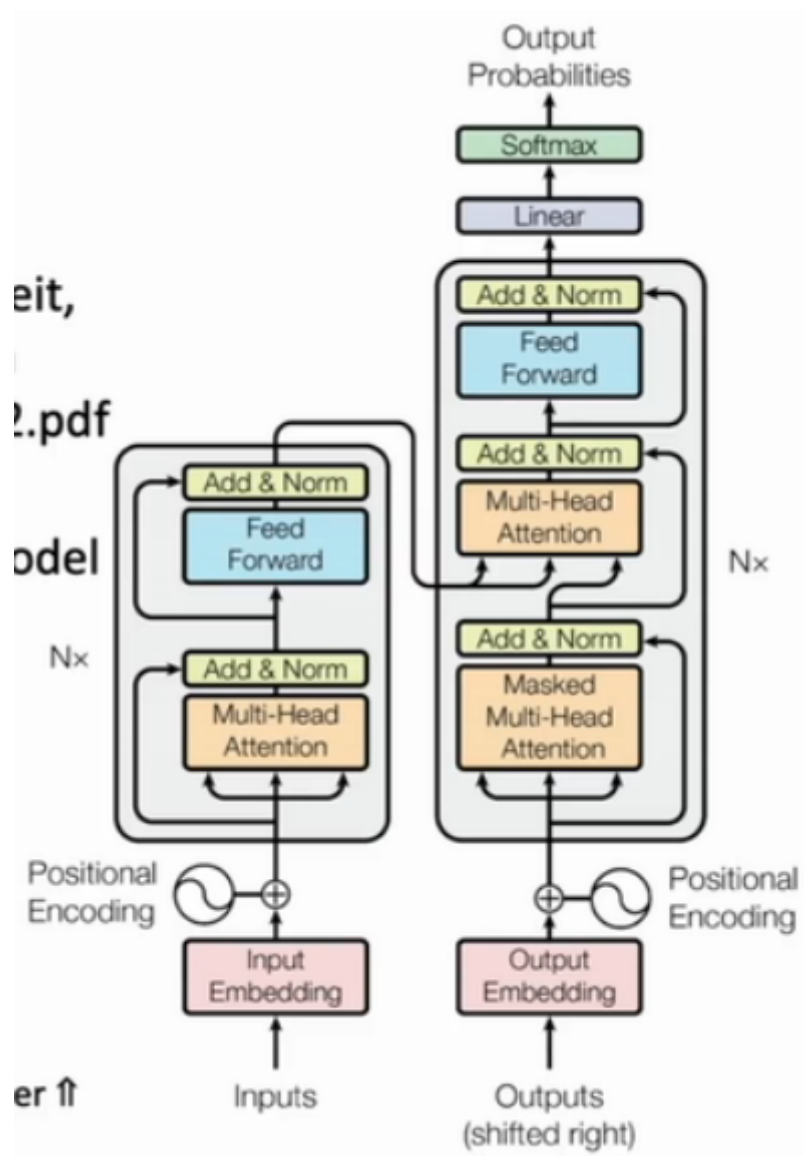 Output
Probabilities
Softmax
Linear
Add & Norm
Feed
Forward
Add & Norm
Multi-Head
Attention
Nx
Add & Norm
Masked
Multi-Head
Attention
Positional
Encoding
Output
Embedding
Outputs
(shifted right)
eit,
2.pdf
odel
Add & Norm
Feed
Forward
Nx
Add & Norm
Multi-Head
Attention
Positional
Encoding
Input
Embedding
Inputs
er ⇑